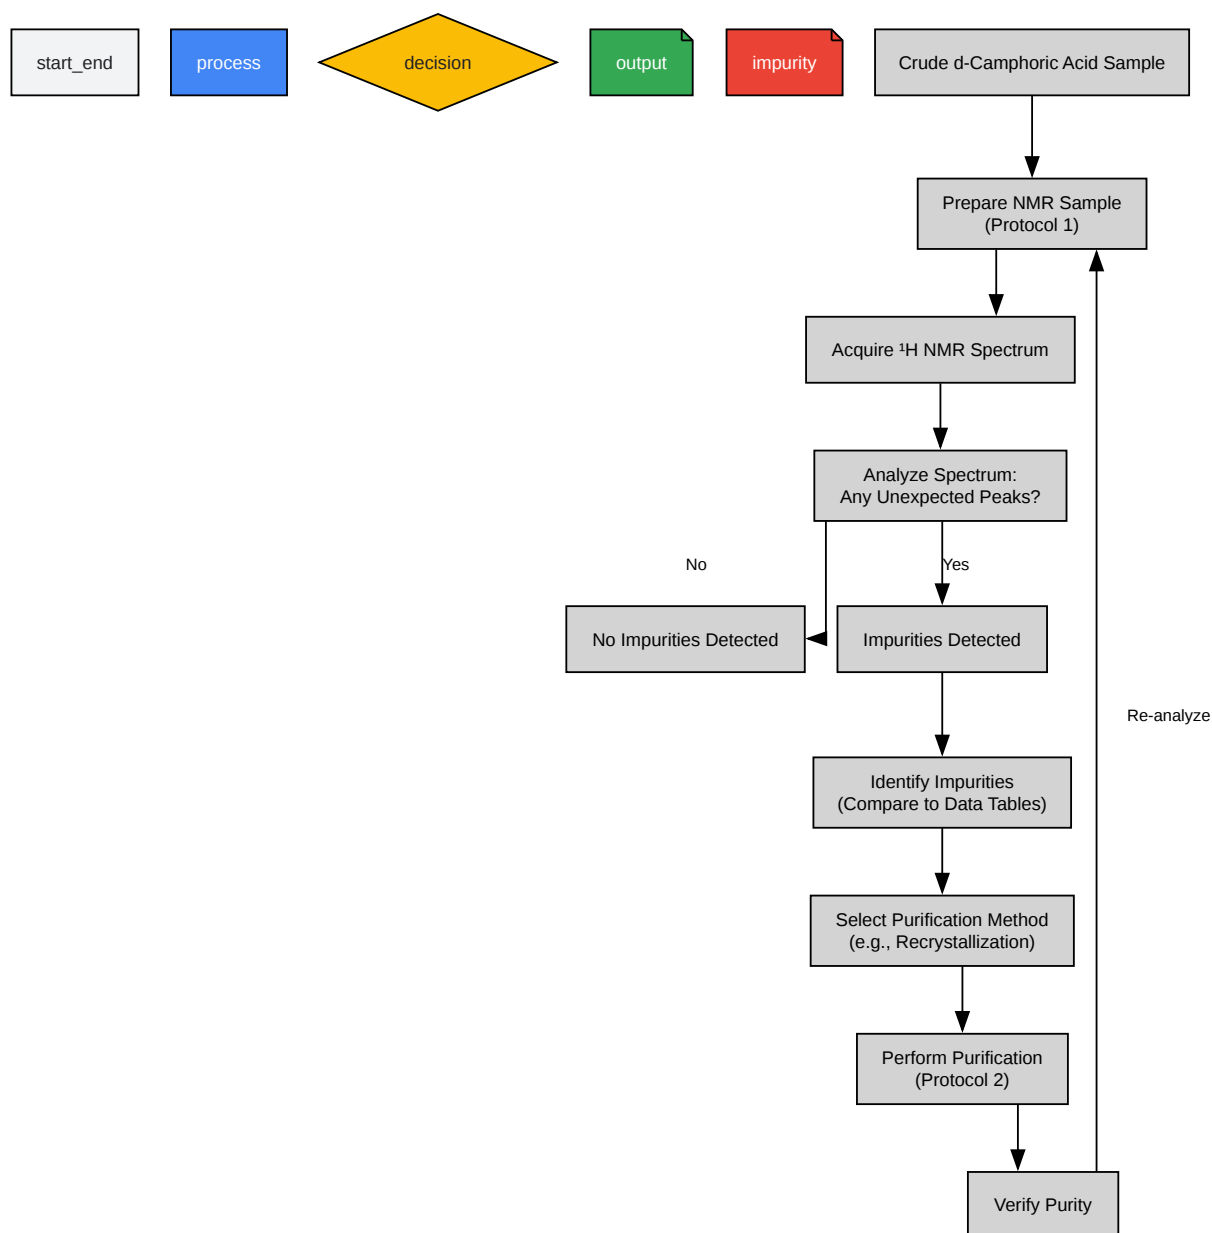 start_end
process
decision
output
impurity
Crude d-Camphoric Acid Sample
Prepare NMR Sample
(Protocol 1)
Acquire ¹H NMR Spectrum
Analyze Spectrum:
Any Unexpected Peaks?
No
Yes
No Impurities Detected
Impurities Detected
Re-analyze
Identify Impurities
(Compare to Data Tables)
Select Purification Method
(e.g., Recrystallization)
Perform Purification
(Protocol 2)
Verify Purity